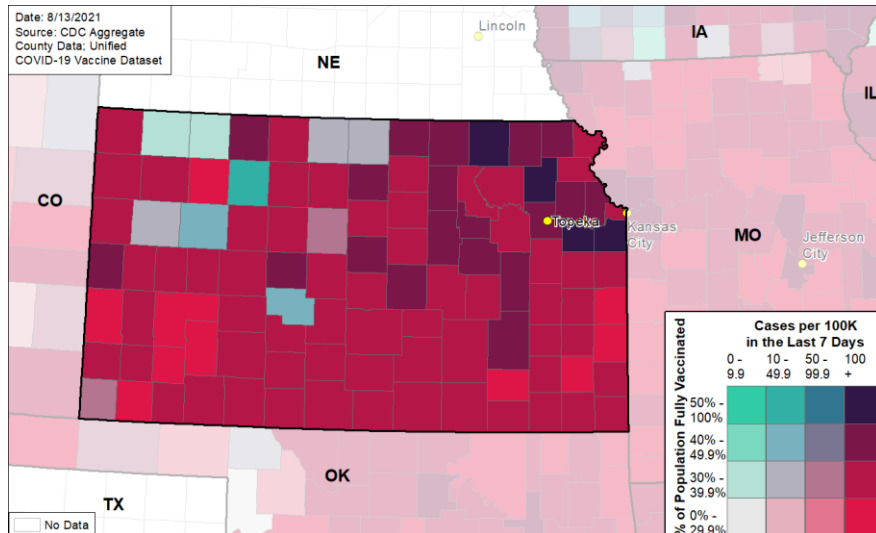 Date: 8/13/2021
Source: CDC Aggregate
County Data; Unified
COVID-19 Vaccine Dataset
Lincoln
NE
IA
IL
CO
Topeka
Kansas
City
MO
Jefferson
City
OK
TX
No Data
Cases per 100K
in the Last 7 Days
0 -
9.9
10 -
49.9
50 -
99.9
100
+
% of Population Fully Vaccinated
50% -
100%
40% -
49.9%
30% -
39.9%
0% -
29.9%